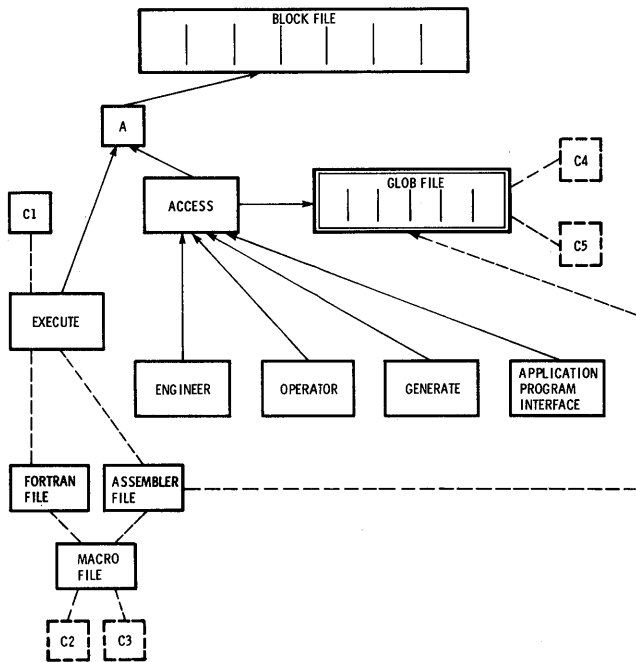 BLOCK FILE
A
C4
GLOB FILE
ACCESS
C1
C5
EXECUTE
ENGINEER
OPERATOR
GENERATE
APPLICATION
PROGRAM
INTERFACE
FORTRAN
FILE
ASSEMBLER
FILE
MACRO
FILE
C2
C3